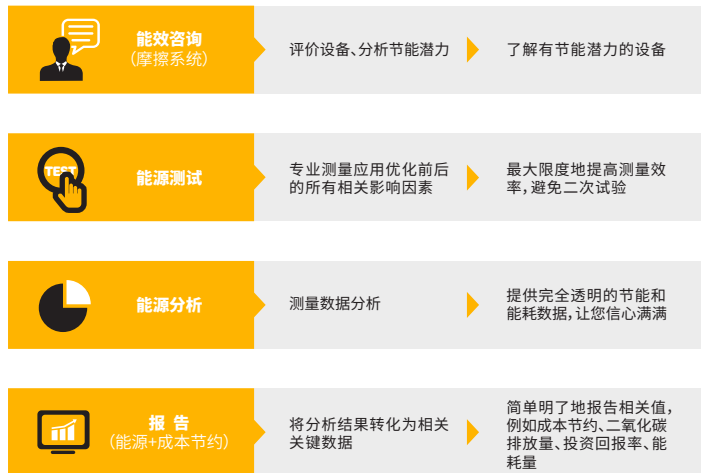 能效咨询
(摩擦系统)
评价设备、分析节能潜力
了解有节能潜力的设备
TEST
能源测试
专业测量应用优化前后
的所有相关影响因素
最大限度地提高测量效
率,避免二次试验
能源分析
测量数据分析
提供完全透明的节能和
能耗数据,让您信心满满
报 告
(能源+成本节约)
将分析结果转化为相关
关键数据
简单明了地报告相关值,
例如成本节约、二氧化碳
排放量、投资回报率、能
耗量